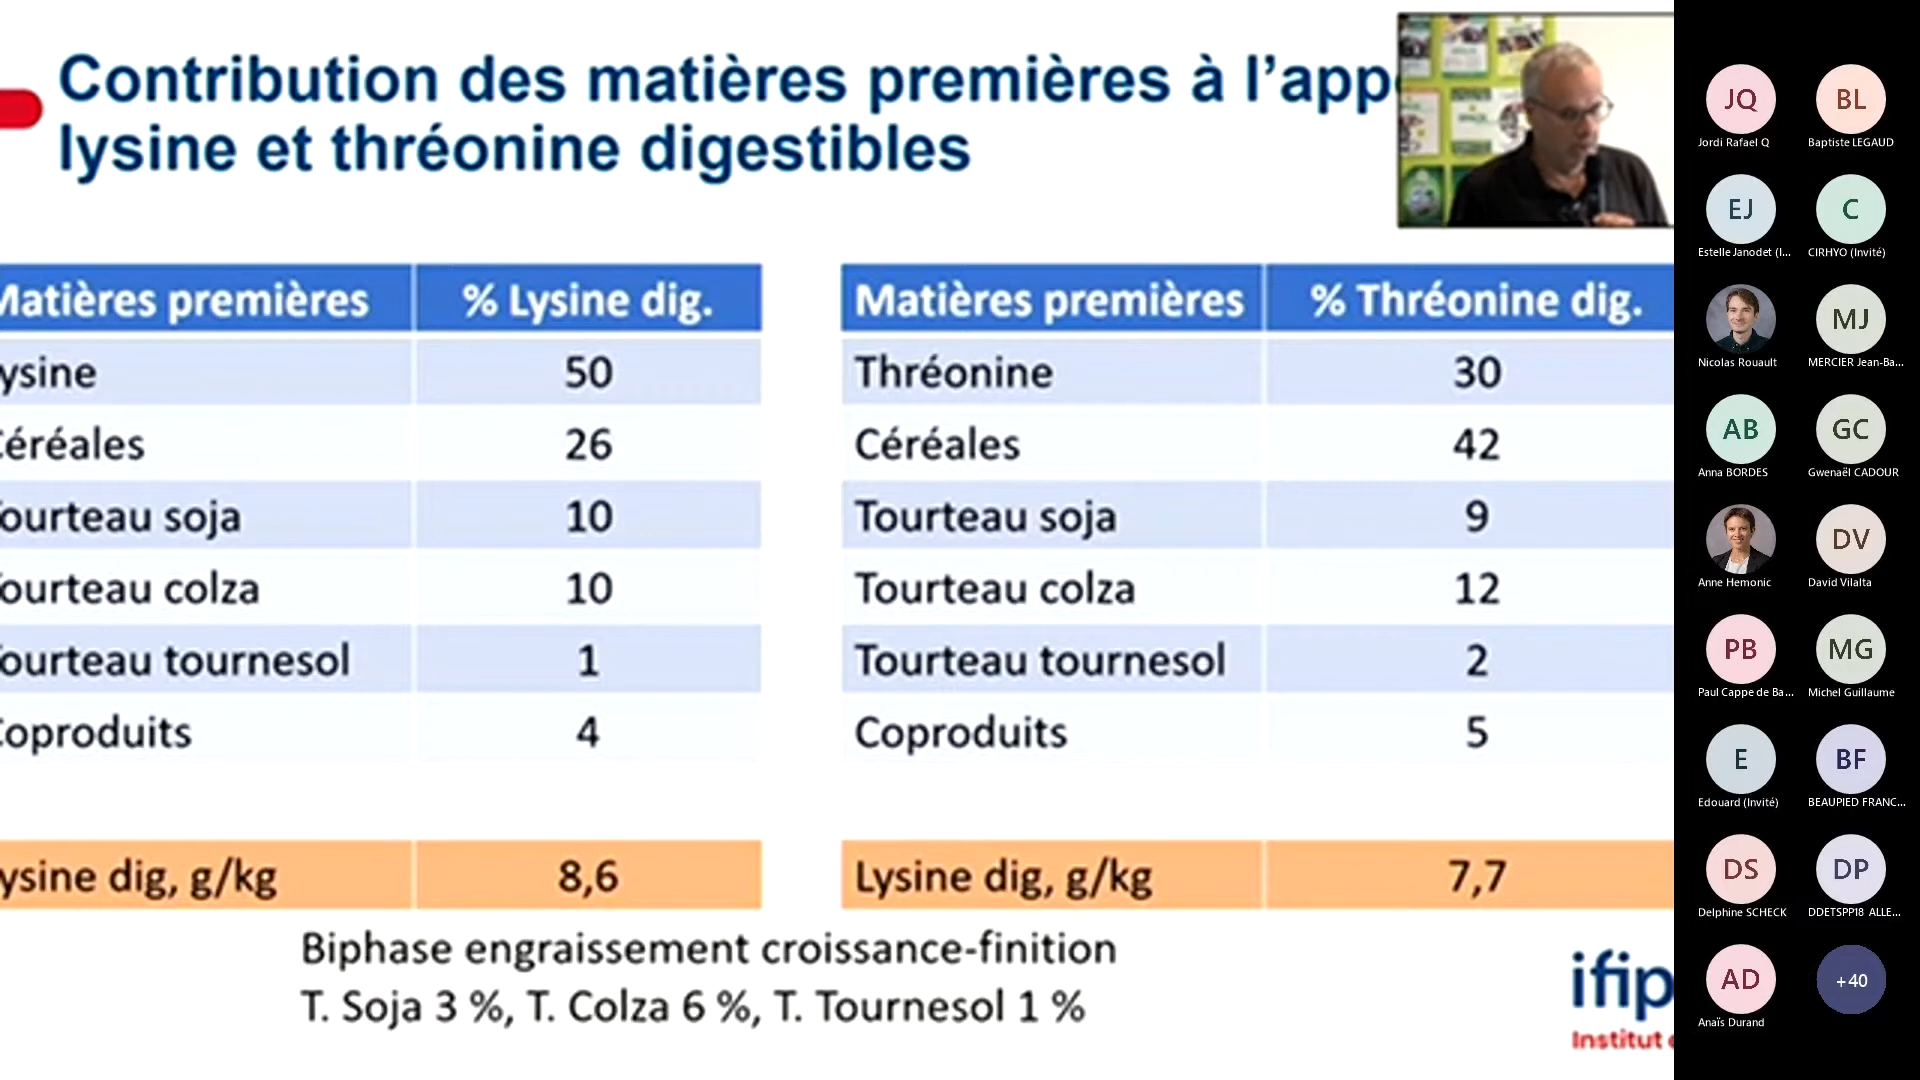 Contribution des matières premières à l'app
lysine et thréonine digestibles
Matières premières % Lysine dig.
ysine 50
Céréales 26
ourteau soja 10
ourteau colza 10
ourteau tournesol 1
Coproduits 4
ysine dig, g/kg 8,6
Matières premières % Thréonine dig.
Thréonine 30
Céréales 42
Tourteau soja 9
Tourteau colza 12
Tourteau tournesol 2
Coproduits 5
Lysine dig, g/kg 7,7
Biphase engraissement croissance-finition
T. Soja 3 %, T. Colza 6 %, T. Tournesol 1 %
ifip
Institut
JQ
Jordi Rafael Q
BL
Baptiste LEGAUD
EJ
Estelle Janodet (I...
C
CIRHYO (Invité)
Nicolas Rouault
MJ
MERCIER Jean-Ba...
AB
Anna BORDES
GC
Gwenaël CADOUR
Anne Hemonic
DV
David Vilalta
PB
Paul Cappe de Ba...
MG
Michel Guillaume
E
Edouard (Invité)
BF
BEAUPIED FRANC...
DS
Delphine SCHECK
DP
DDETSPP18 ALLE...
AD
Anaïs Durand
+40